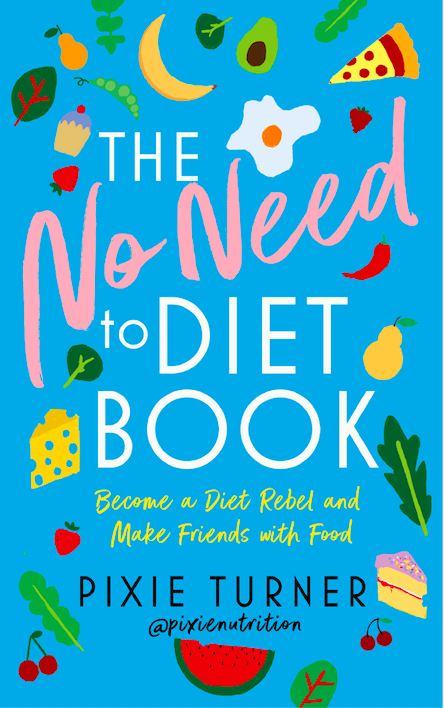 THE
No Need
to DIET
BOOK
Become a Diet Rebel and
Make Friends with Food
PIXIE TURNER
@pixienutrition